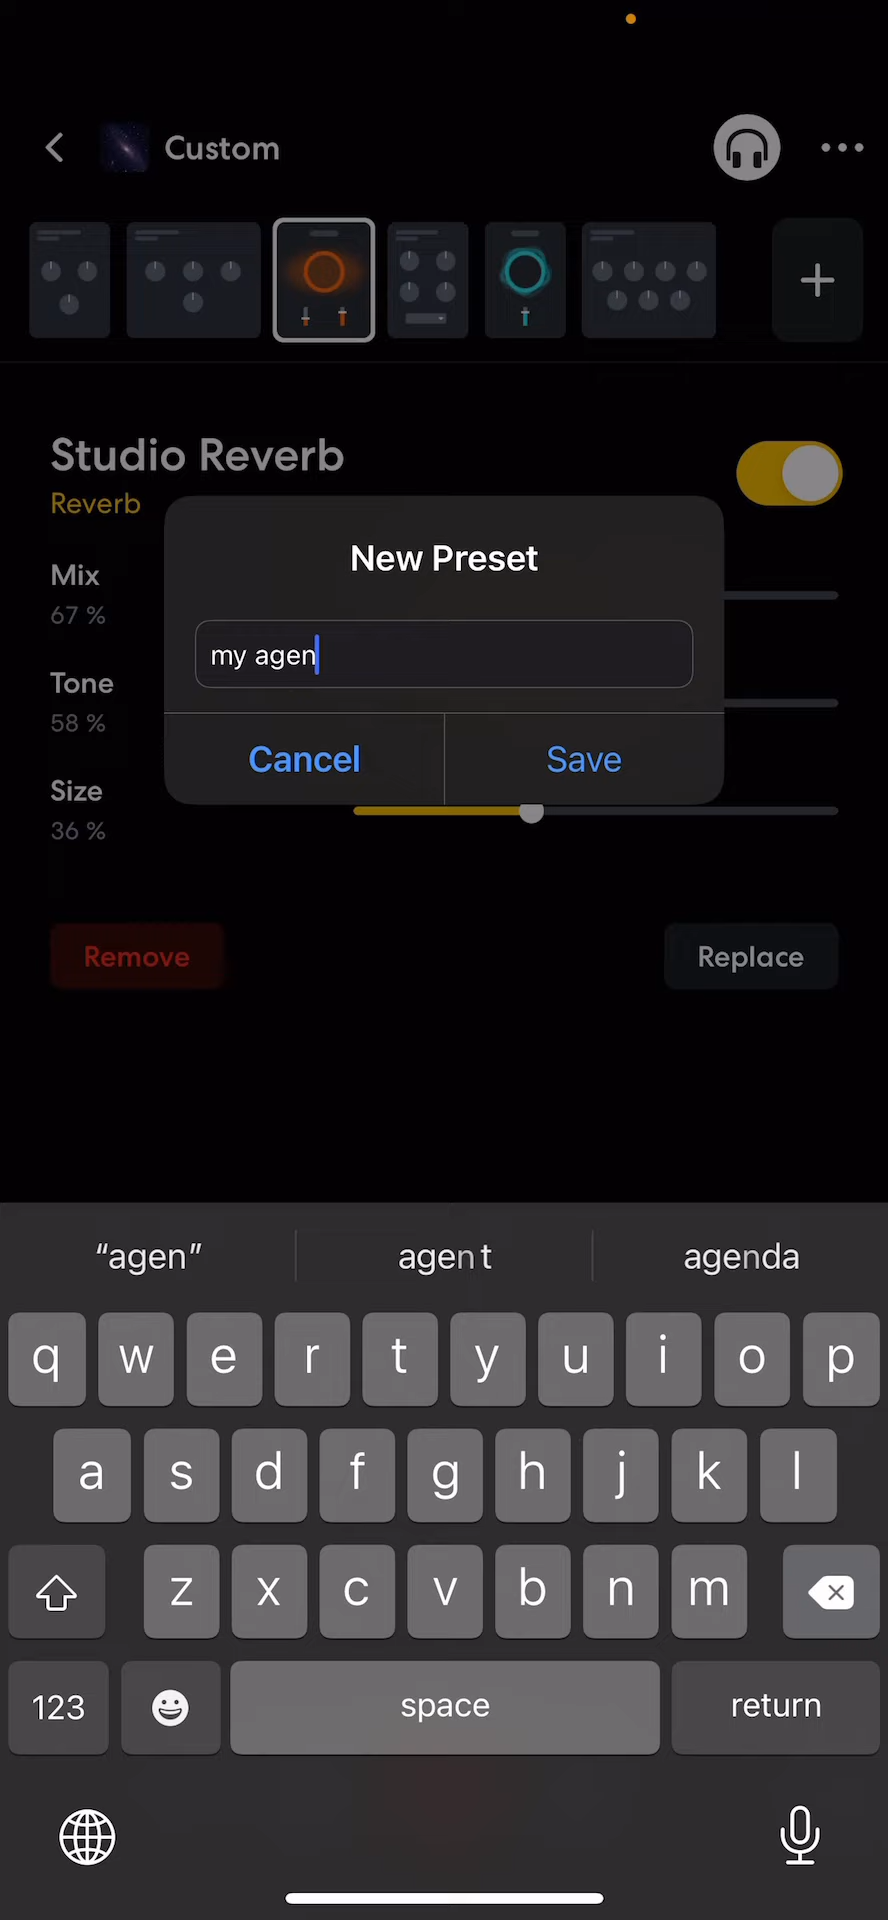 Custom
Studio Reverb
Reverb
New Preset
Mix
67 %
my agen
Tone
58 %
Cancel
Save
Size
36 %
Remove
Replace
“agen”
agent
agenda
q w e r t y u i o p
a s d f g h j k l
z x c v b n m
123
space
return